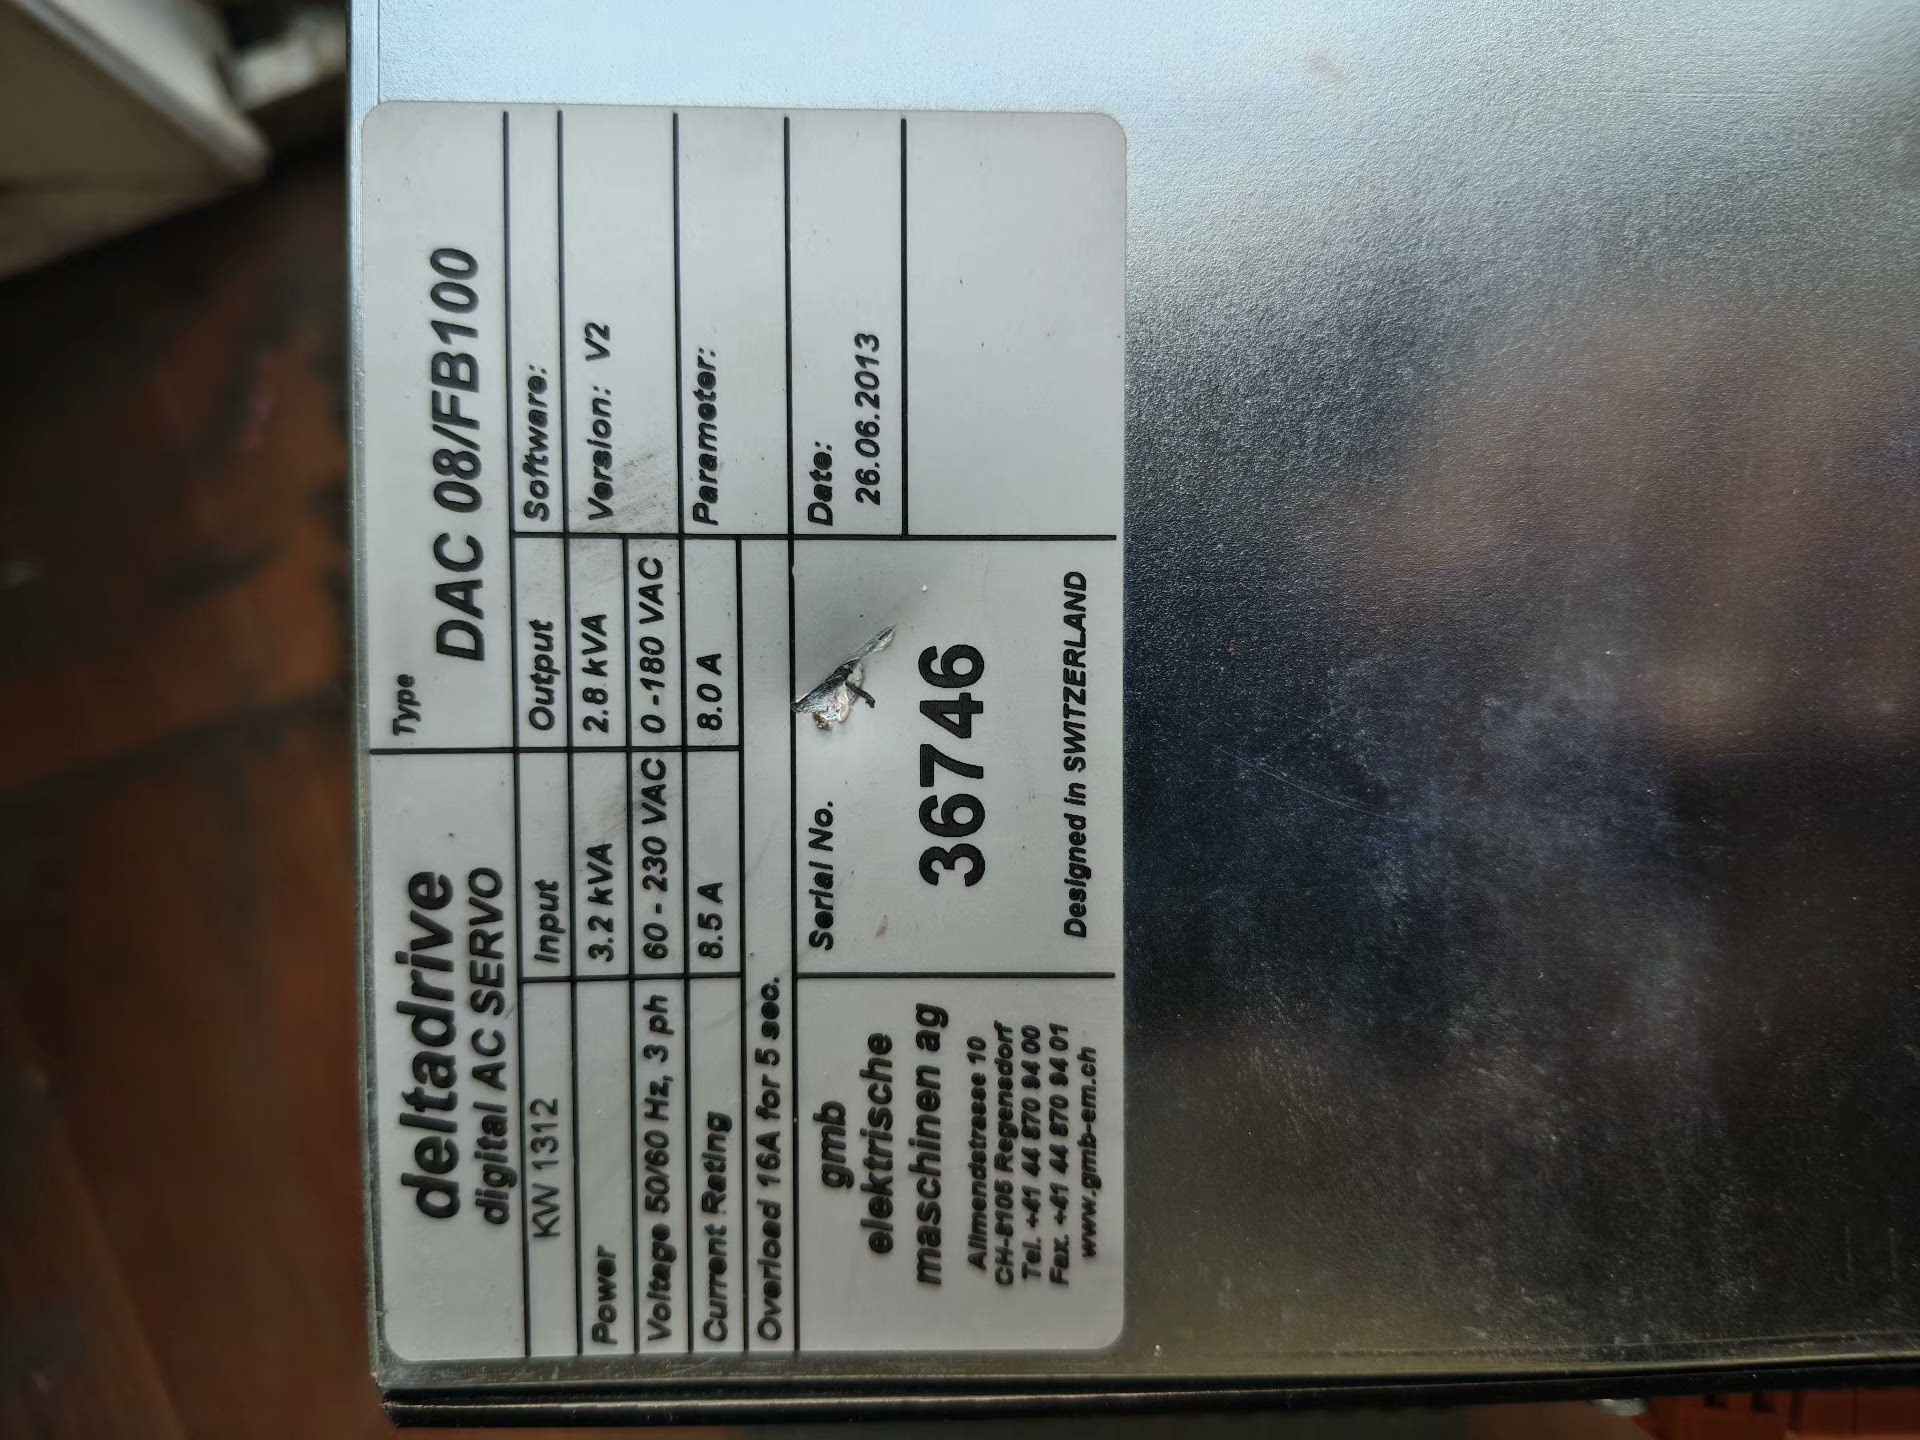 deltadrive
digital AC SERVO
Type
DAC 08/FB100
KW 1312
Input
Output
Software:
Power
3.2 kVA
2.8 kVA
Version: V2
Voltage 50/60 Hz, 3 ph
60 - 230 VAC
0 -180 VAC
Current Rating
8.5 A
8.0 A
Parameter:
Overload 16A for 5 sec.
gmb
elektrische
maschinen ag
Allmendstrasse 10
CH-8105 Regensdorf
Tel. +41 44 870 94 00
Fax. +41 44 870 94 01
www.gmb-em.ch
Serial No.
36746
Designed in SWITZERLAND
Date:
26.06.2013